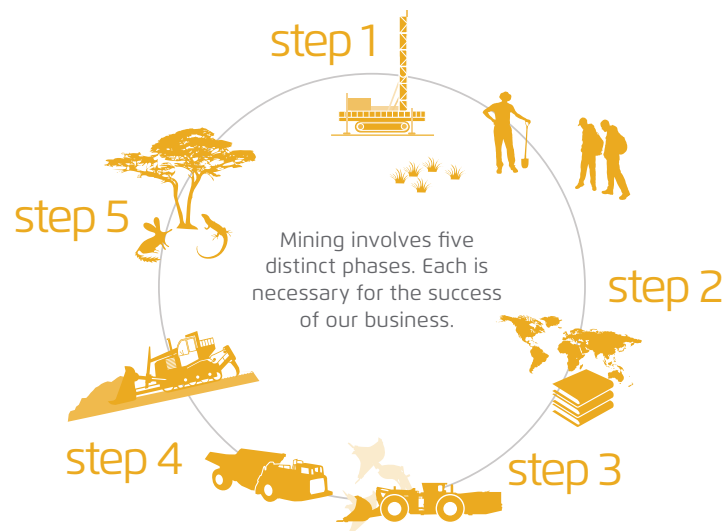 step 1
Mining involves five
distinct phases. Each is
necessary for the success
of our business.
step 2
step 3
step 4
step 5